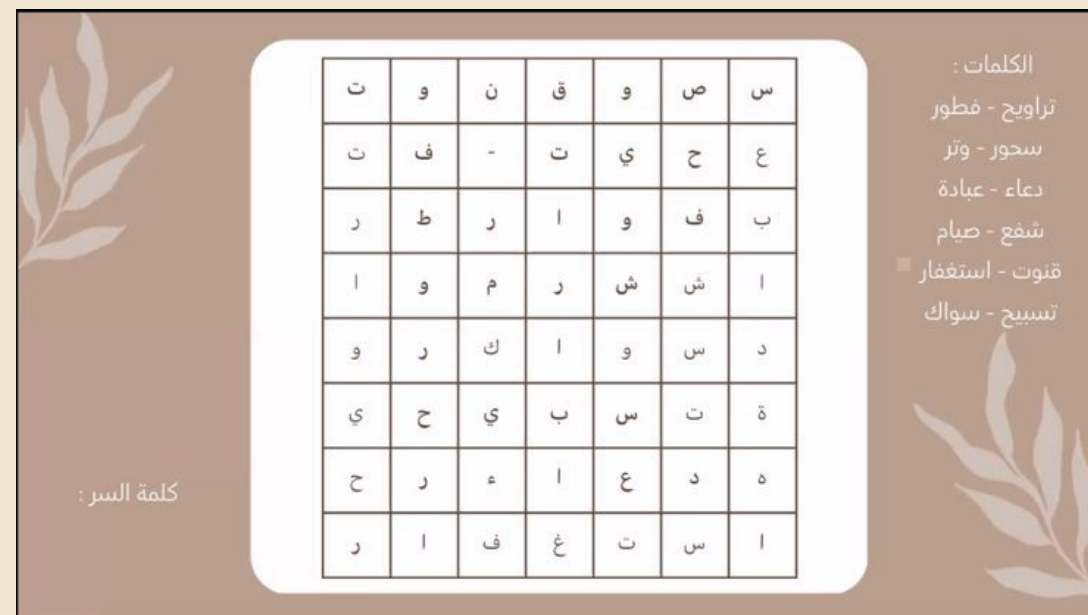 الكلمات :
تراويح - فطور
سحور - وتر
دعاء - عبادة
شفع - صيام
قنوت - استغفار
تسبيح - سواك
س ص و ق ن و ت
ع ح ي ت - ف ت
ب ف و ا ر ط ر
ا ش ش ر م و ا
د س و ا ك ر و
ة ت س ب ي ح ي
ه د ع ا ء ر ح
ا س ت غ ف ا ر
كلمة السر :